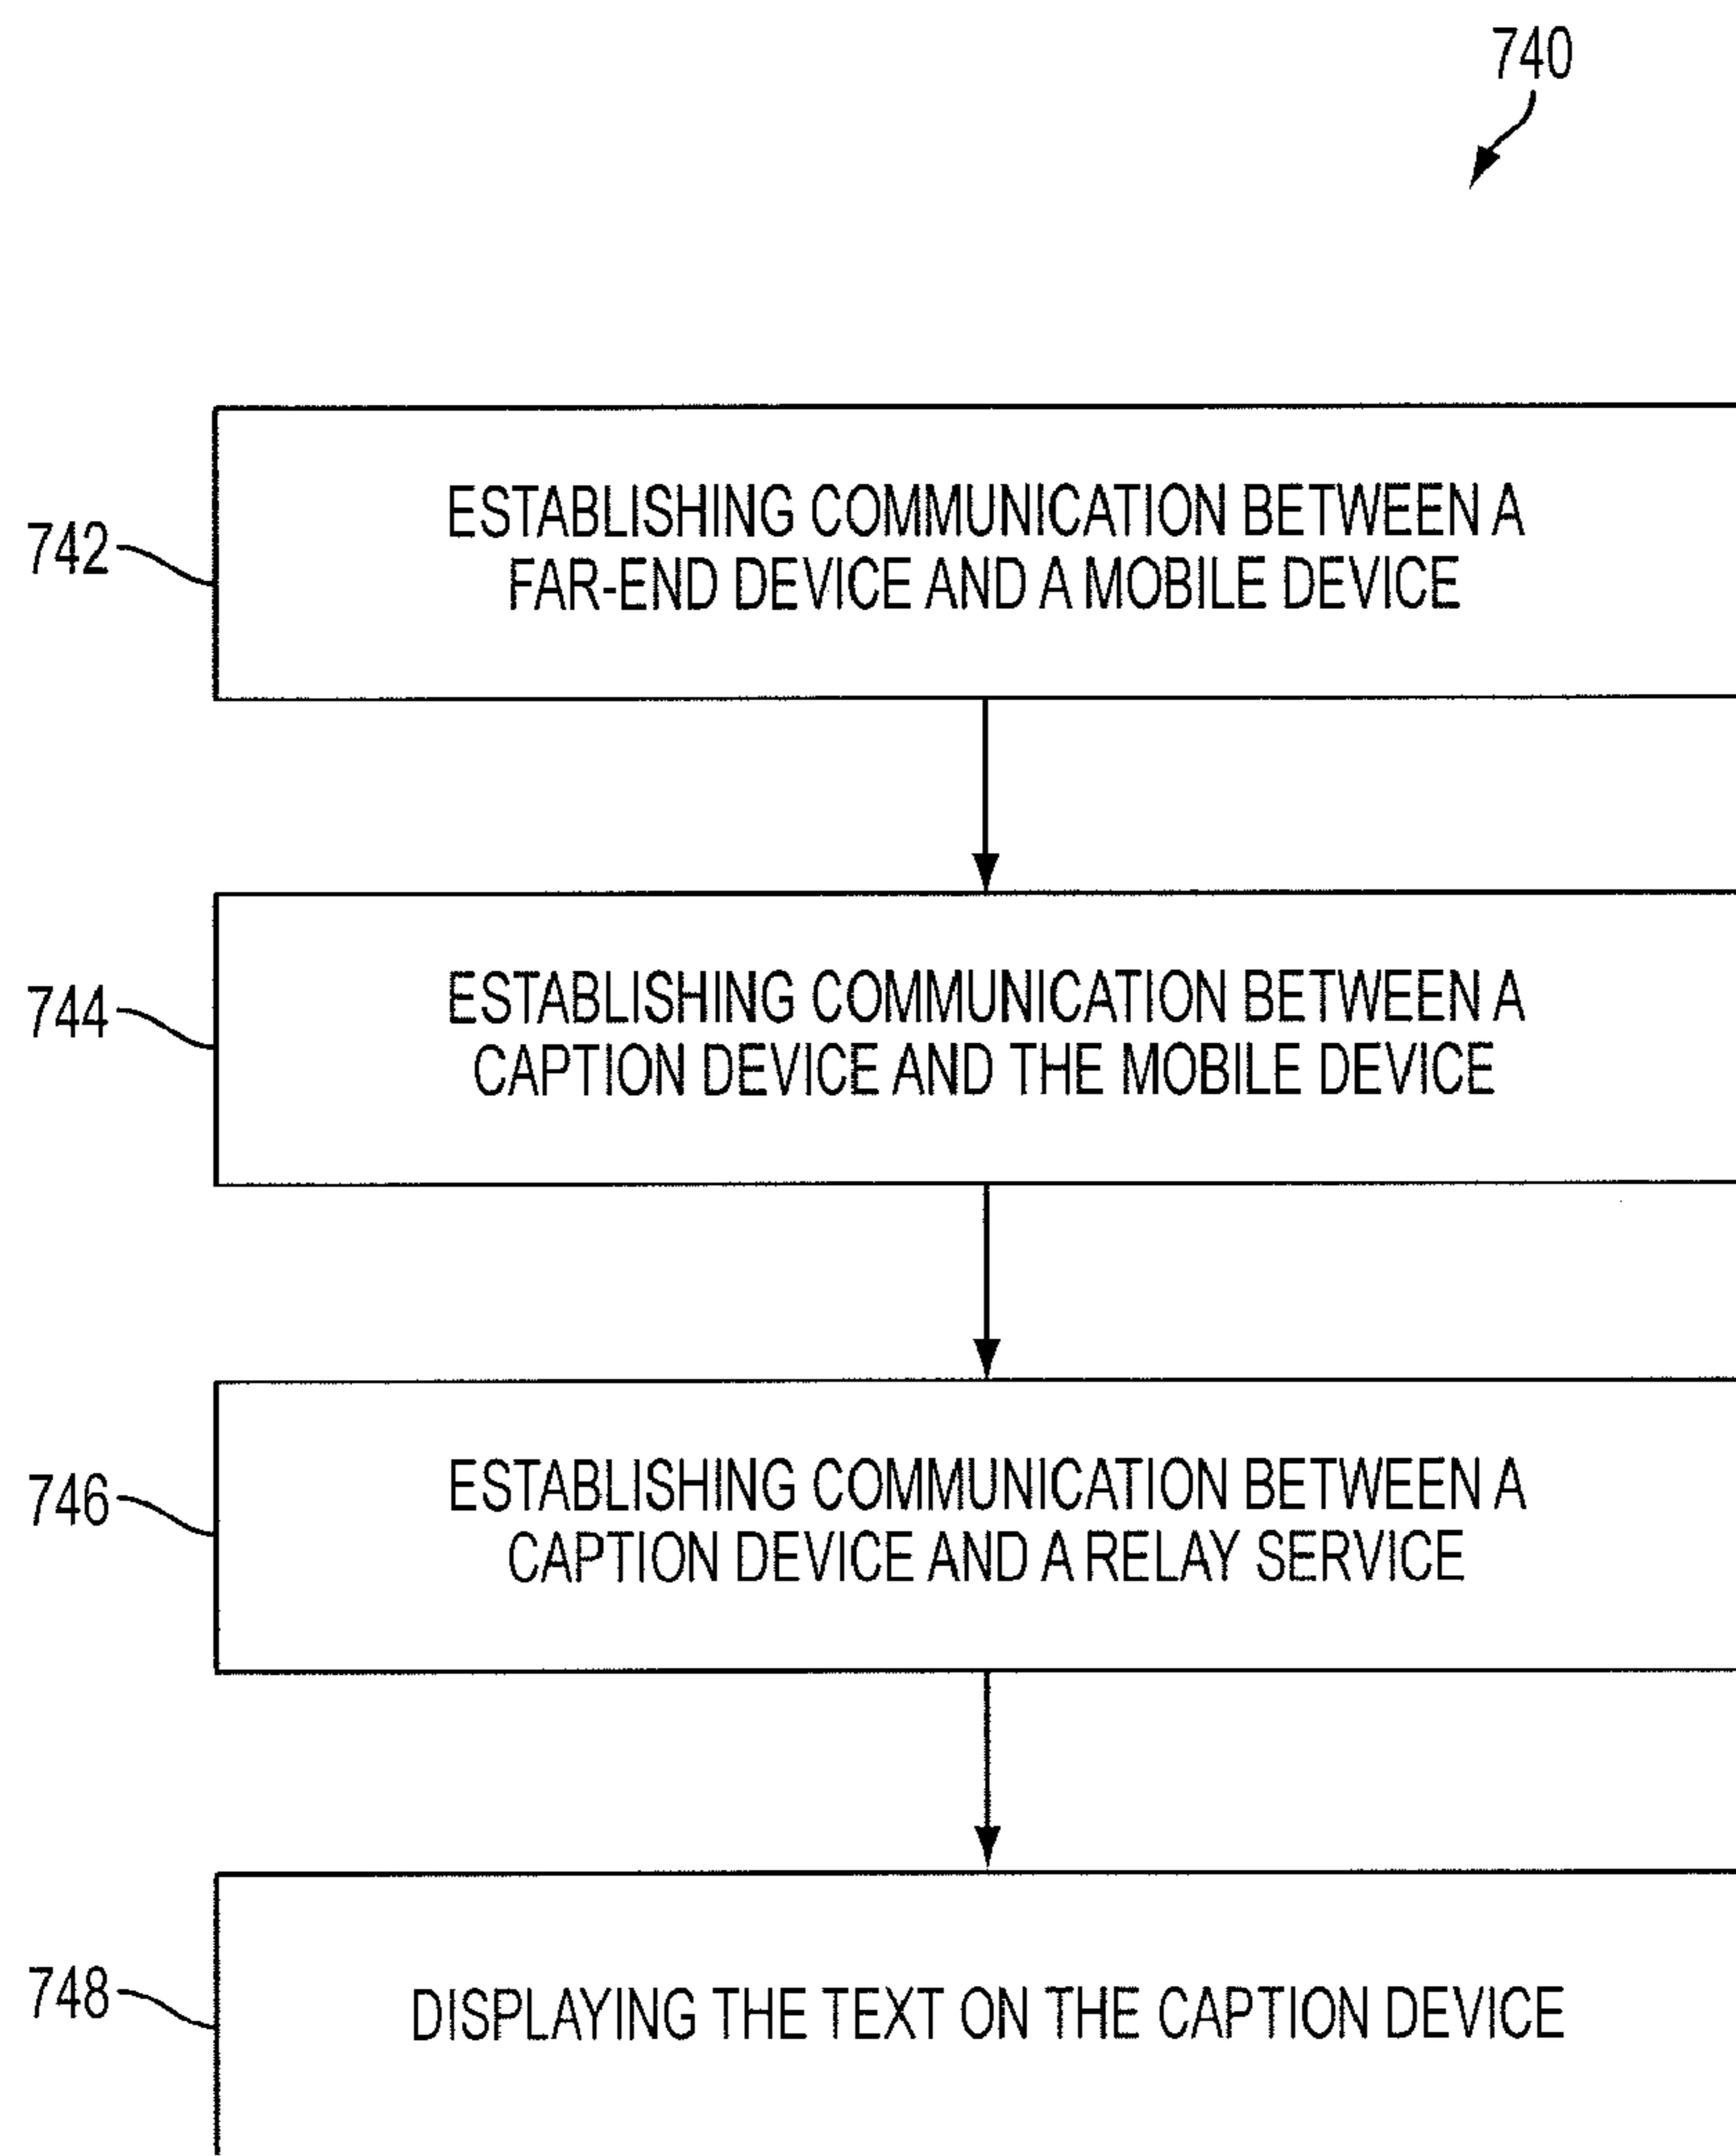 740
742
ESTABLISHING COMMUNICATION BETWEEN A
FAR-END DEVICE AND A MOBILE DEVICE
744
ESTABLISHING COMMUNICATION BETWEEN A
CAPTION DEVICE AND THE MOBILE DEVICE
746
ESTABLISHING COMMUNICATION BETWEEN A
CAPTION DEVICE AND A RELAY SERVICE
748
DISPLAYING THE TEXT ON THE CAPTION DEVICE